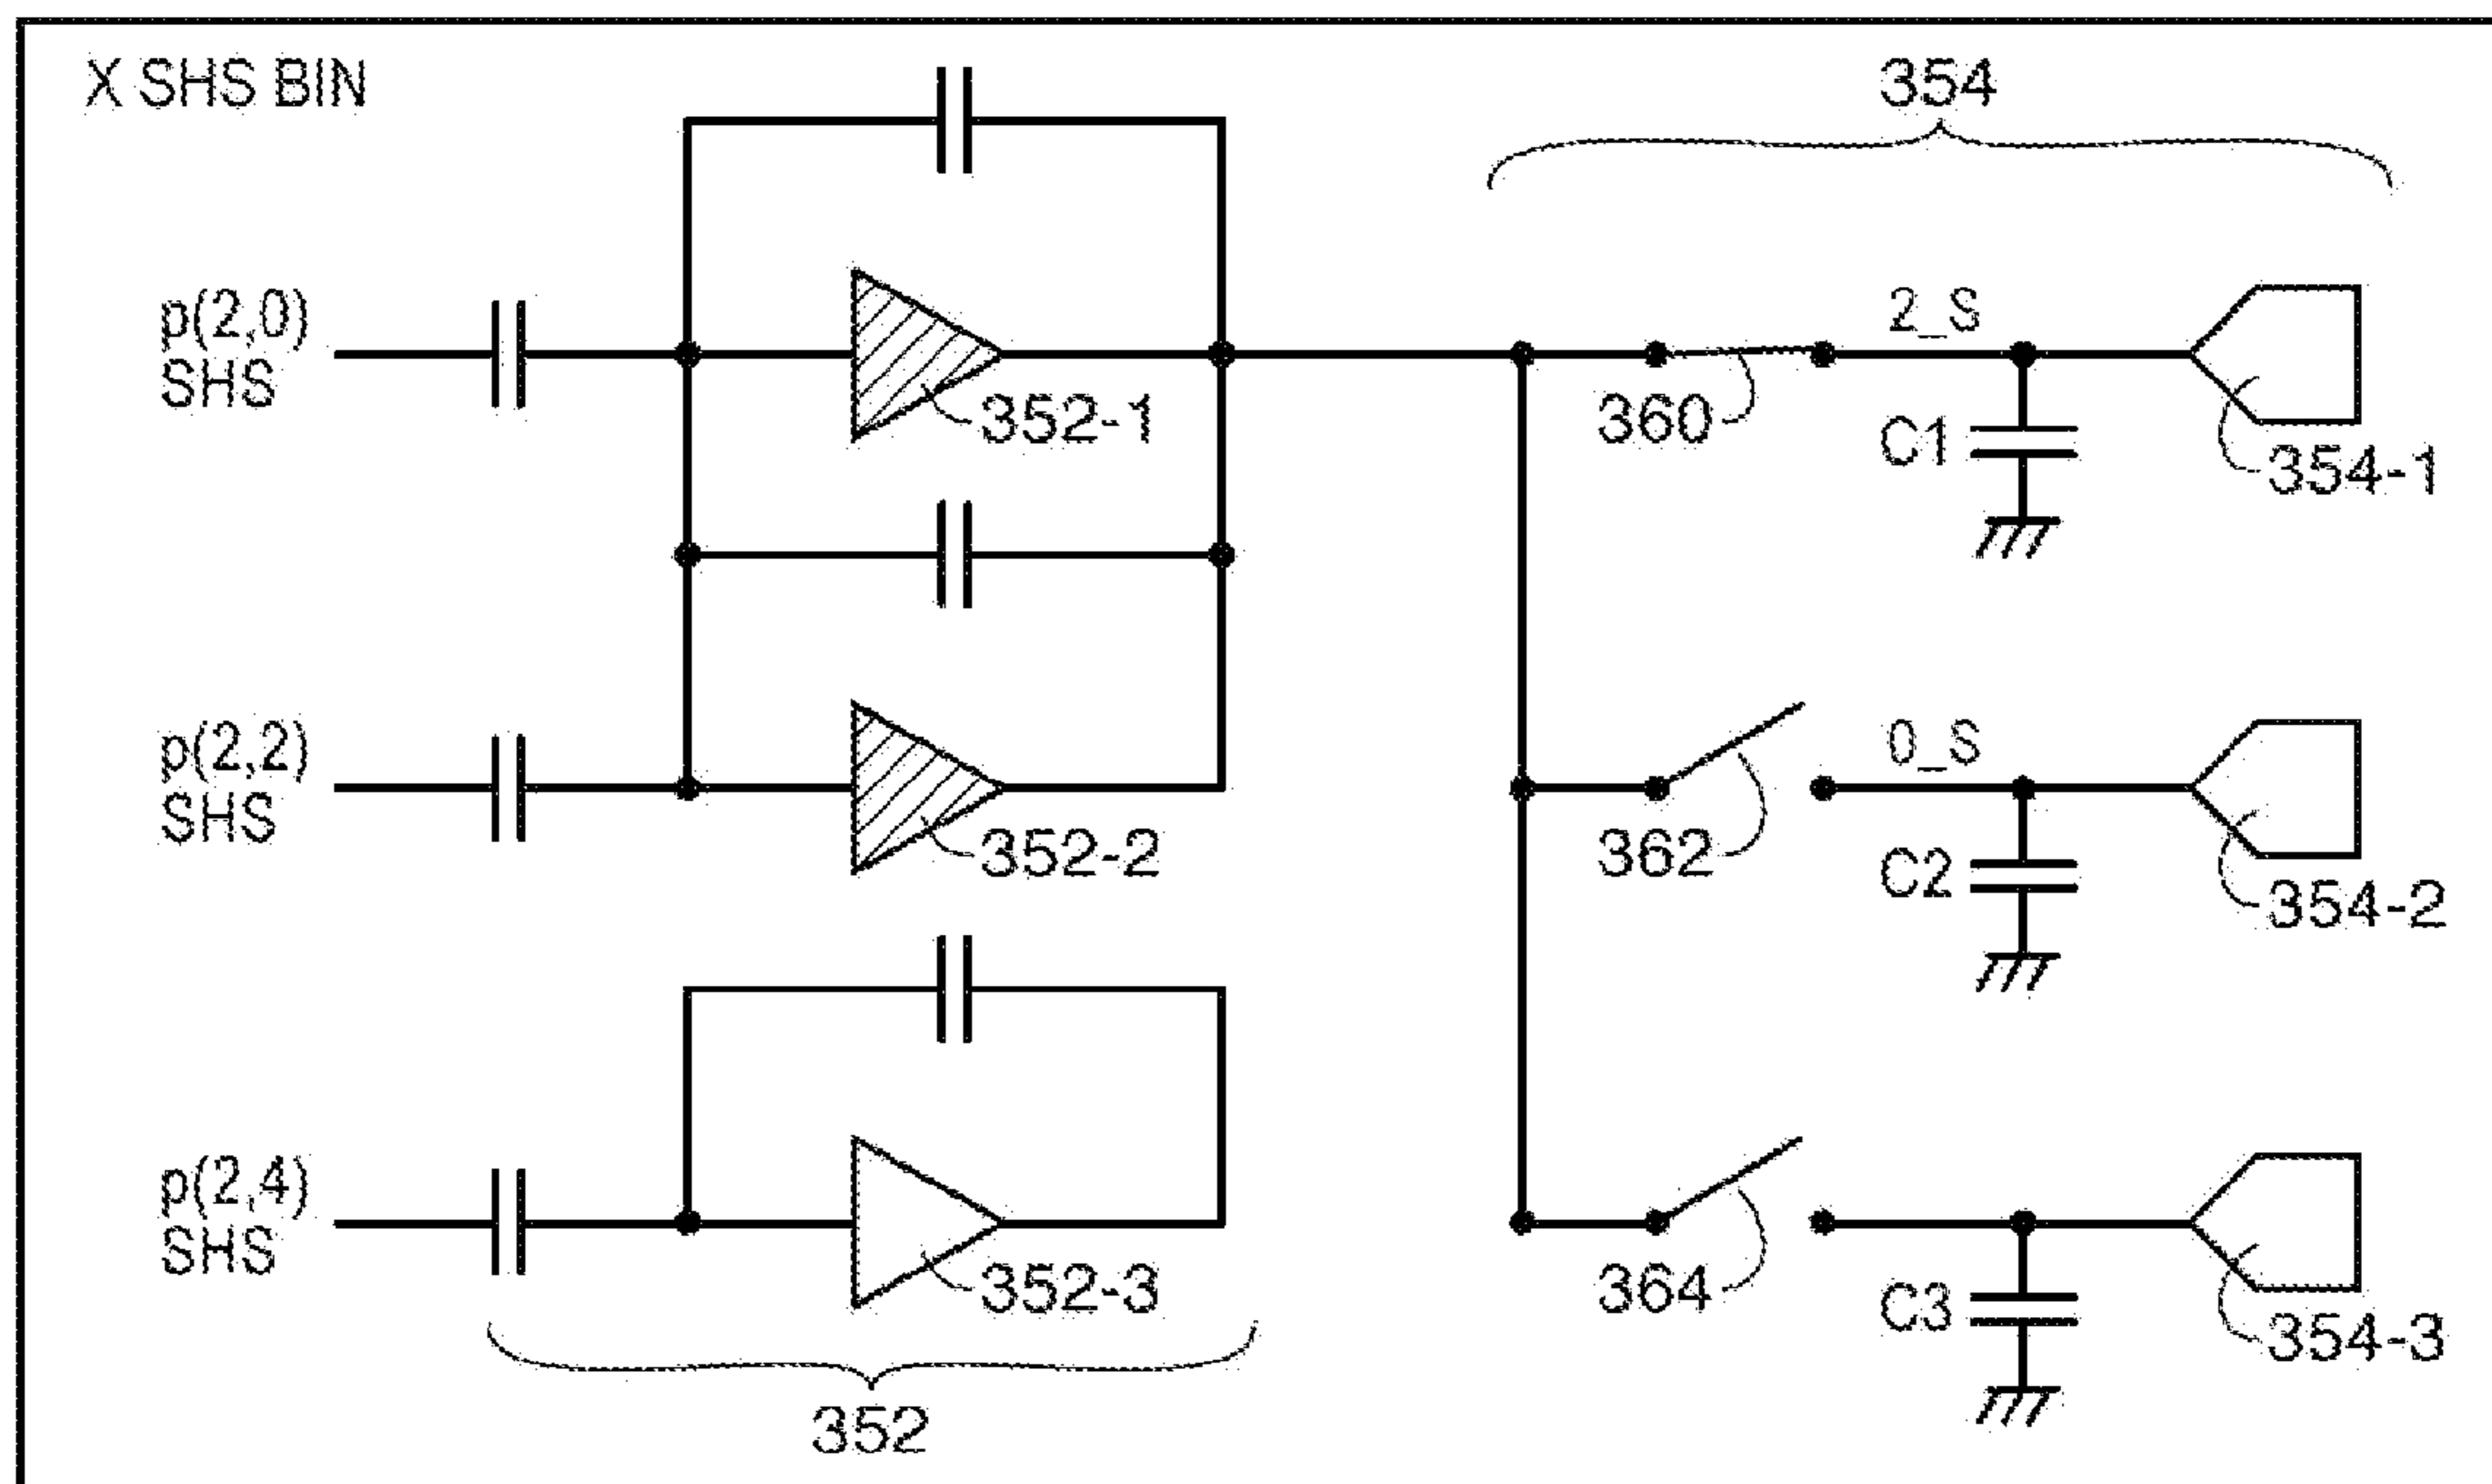 X SHS BIN
354
p(2,0)
SHS
352-1
2_S
360
C1
354-1
p(2,2)
SHS
352-2
0_S
362
C2
354-2
p(2,4)
SHS
352-3
364
C3
354-3
352